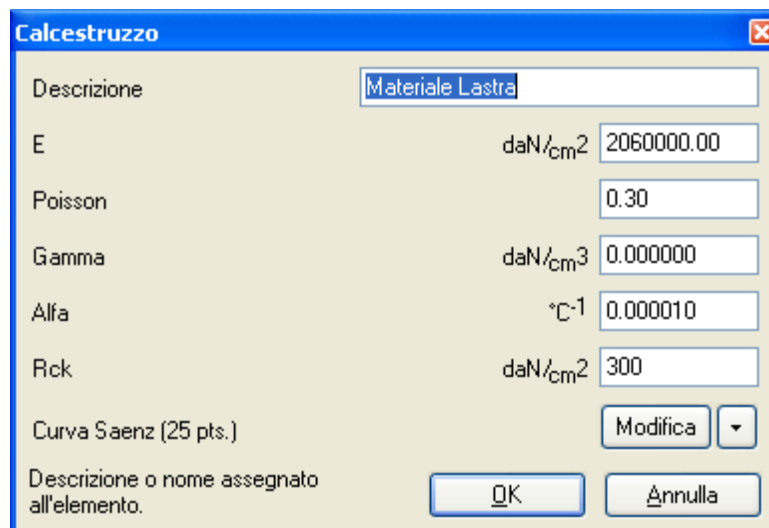 Calcestruzzo
Descrizione Materiale Lastra
E daN/cm2 2060000.00
Poisson 0.30
Gamma daN/cm3 0.000000
Alfa °C-1 0.000010
Rck daN/cm2 300
Curva Saenz (25 pts.) Modifica
Descrizione o nome assegnato
all'elemento.
OK Annulla